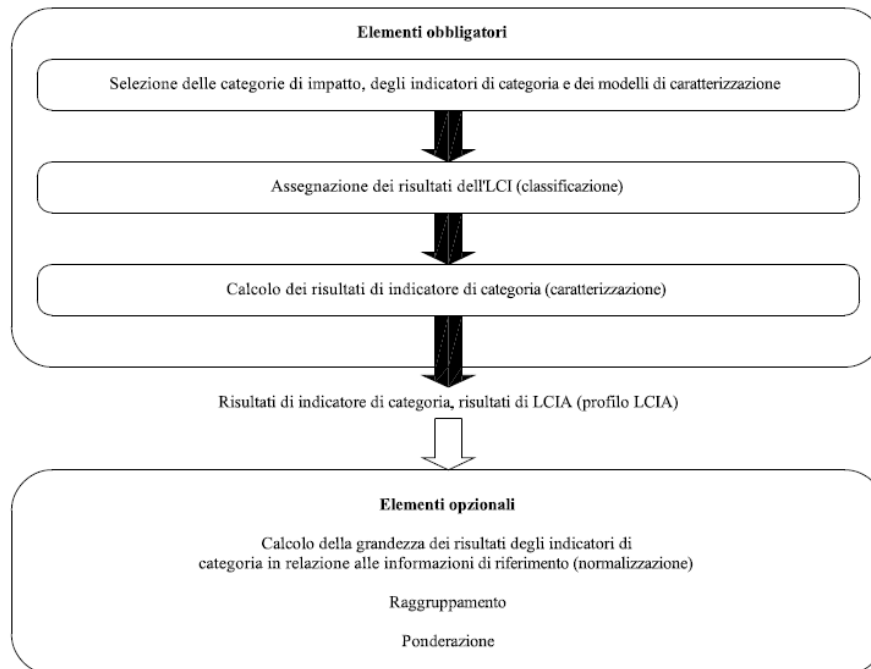 Elementi obbligatori
Selezione delle categorie di impatto, degli indicatori di categoria e dei modelli di caratterizzazione
Assegnazione dei risultati dell'LCI (classificazione)
Calcolo dei risultati di indicatore di categoria (caratterizzazione)
Risultati di indicatore di categoria, risultati di LCIA (profilo LCIA)
Elementi opzionali
Calcolo della grandezza dei risultati degli indicatori di
categoria in relazione alle informazioni di riferimento (normalizzazione)
Raggruppamento
Ponderazione